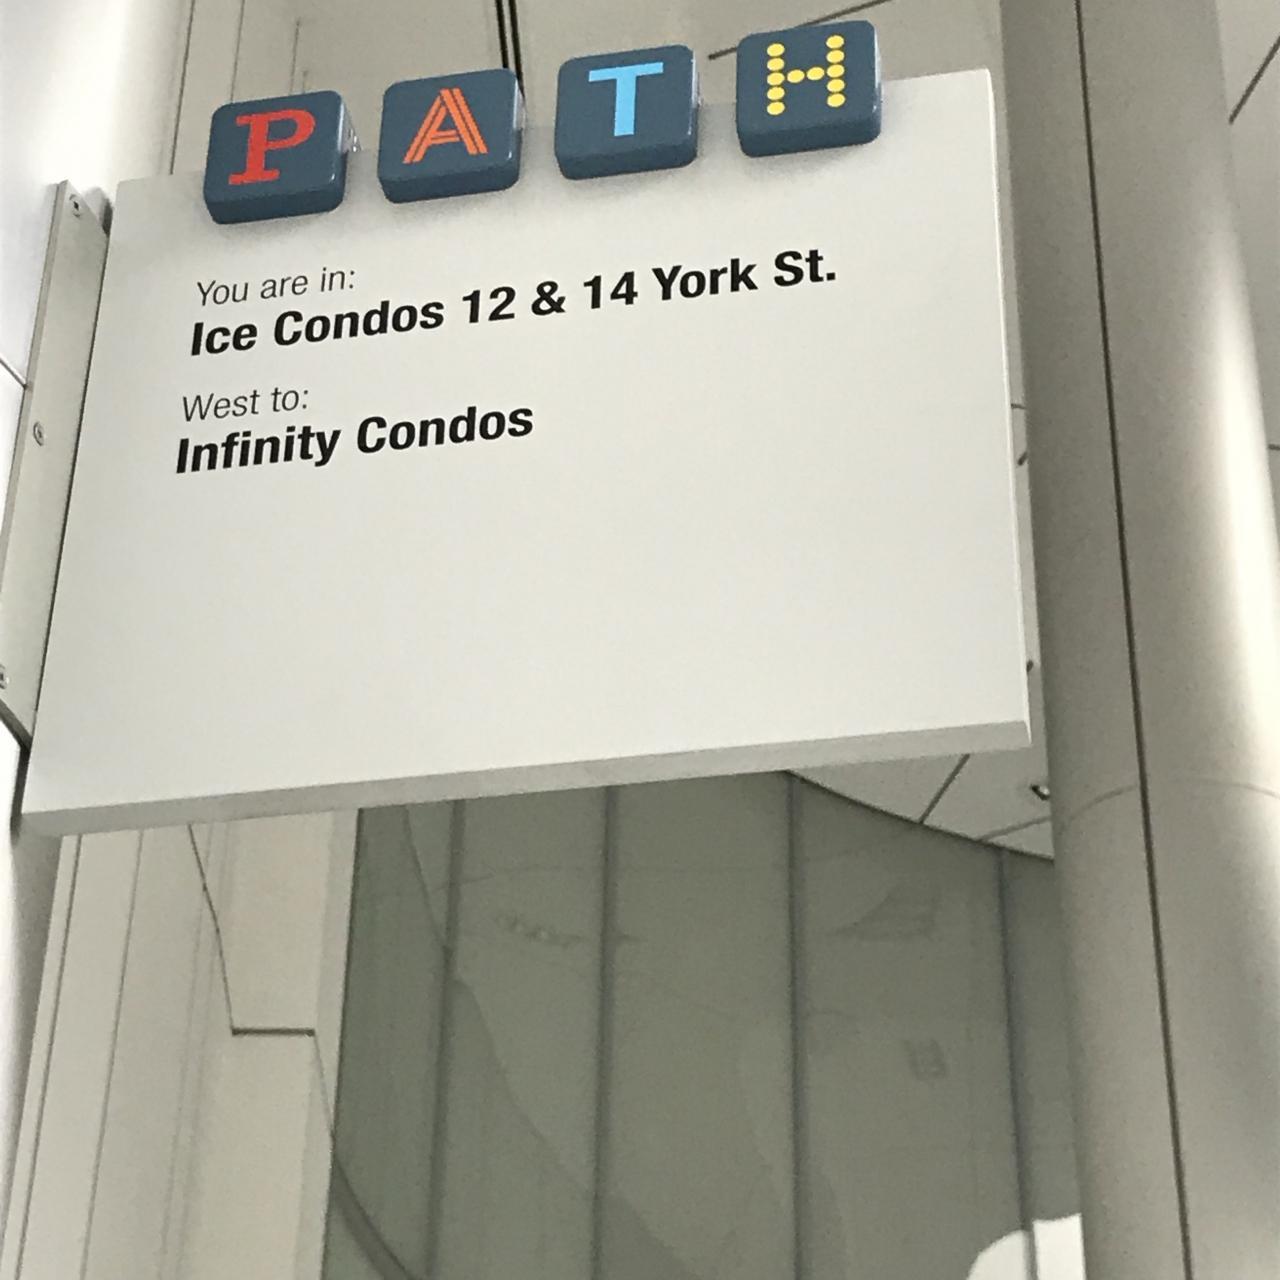 PATH
You are in:
Ice Condos 12 & 14 York St.
West to:
Infinity Condos